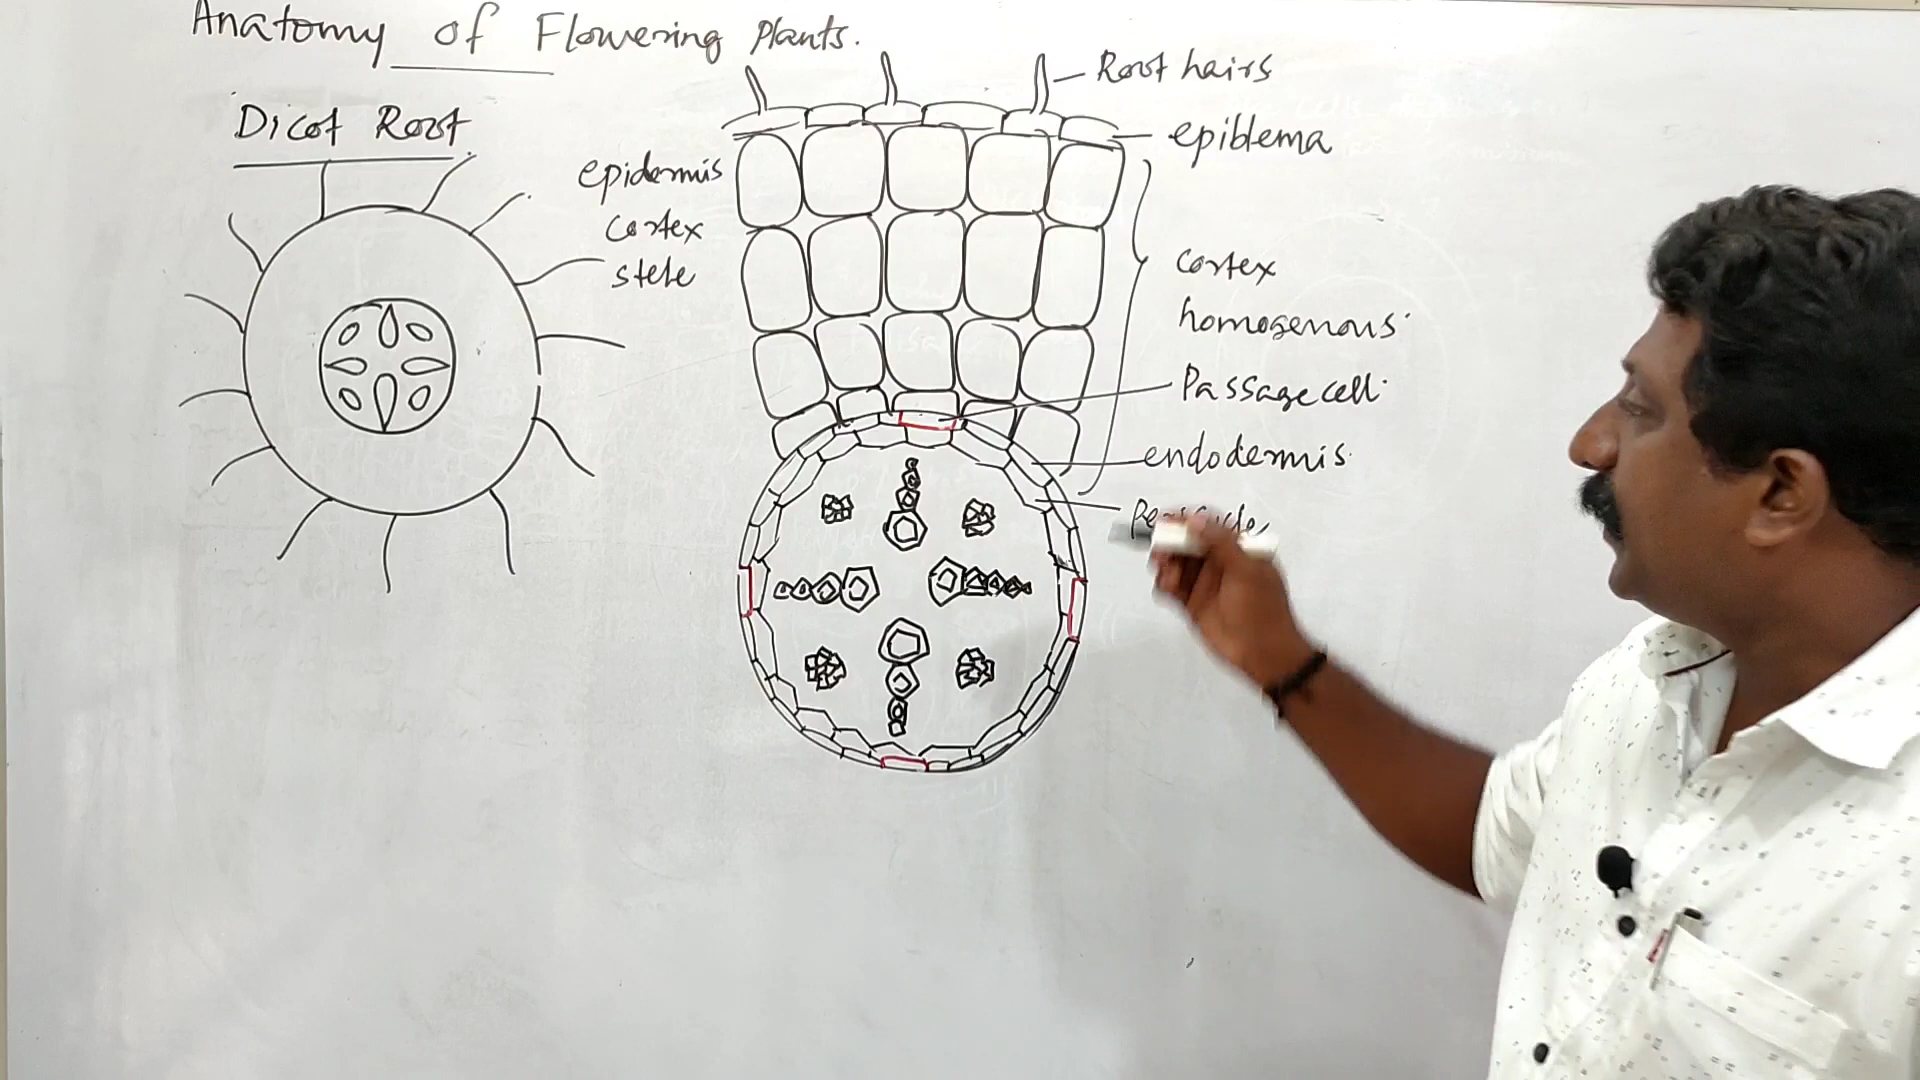 Anatomy of Flowering Plants.
Dicot Root
epidermis
cortex
stele
Root hairs
epiblema
cortex
homogenous
Passage cell
endodermis